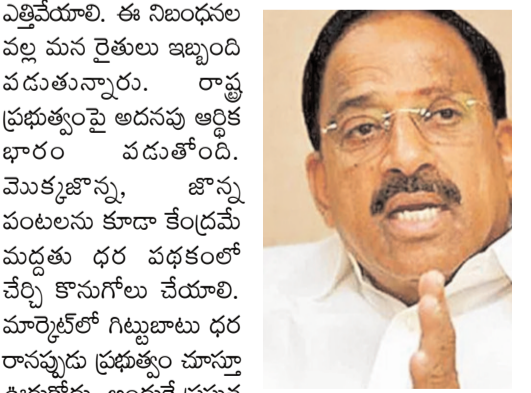 ఎత్తివేయాలి. ఈ నిబంధనల
వల్ల మన రైతులు ఇబ్బంది
పడుతున్నారు. రాష్ట్ర
ప్రభుత్వంపై అదనపు ఆర్థిక
భారం పడుతోంది.
మొక్కజొన్న, జొన్న
పంటలను కూడా కేంద్రమే
మద్దతు ధర పథకంలో
చేర్చి కొనుగోలు చేయాలి.
మార్కెట్‌లో గిట్టుబాటు ధర
రానప్పుడు ప్రభుత్వం చూస్తూ